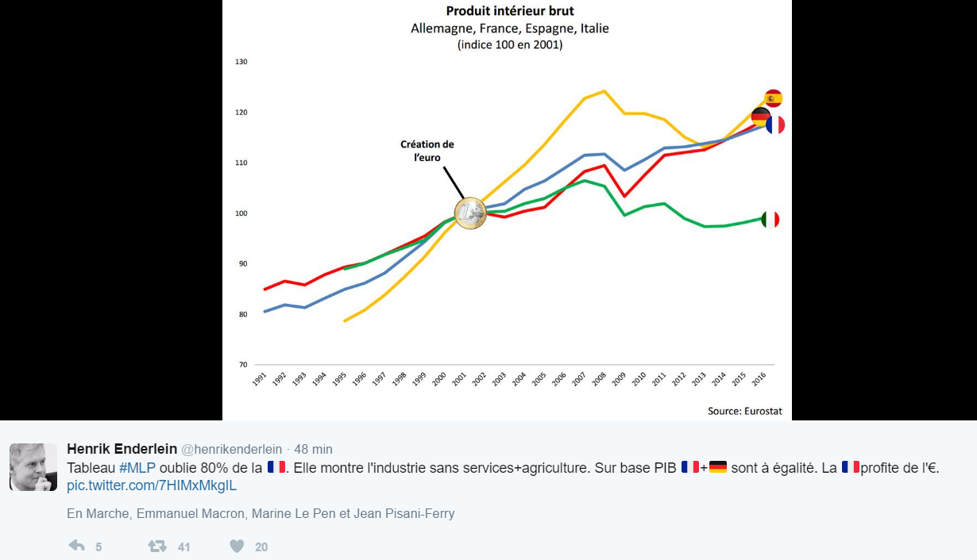 Produit intérieur brut
Allemagne, France, Espagne, Italie
(indice 100 en 2001)
130
120
110
100
90
80
70
Création de
l'euro
1991 1992 1993 1994 1995 1996 1997 1998 1999 2000 2001 2002 2003 2004 2005 2006 2007 2008 2009 2010 2011 2012 2013 2014 2015 2016
Source: Eurostat
Henrik Enderlein @henrikenderlein · 48 min
Tableau #MLP oublie 80% de la 🇫🇷. Elle montre l'industrie sans services+agriculture. Sur base PIB 🇫🇷+🇩🇪 sont à égalité. La 🇫🇷profite de l'€.
pic.twitter.com/7HIMxMkgIL
En Marche, Emmanuel Macron, Marine Le Pen et Jean Pisani-Ferry
5 41 20